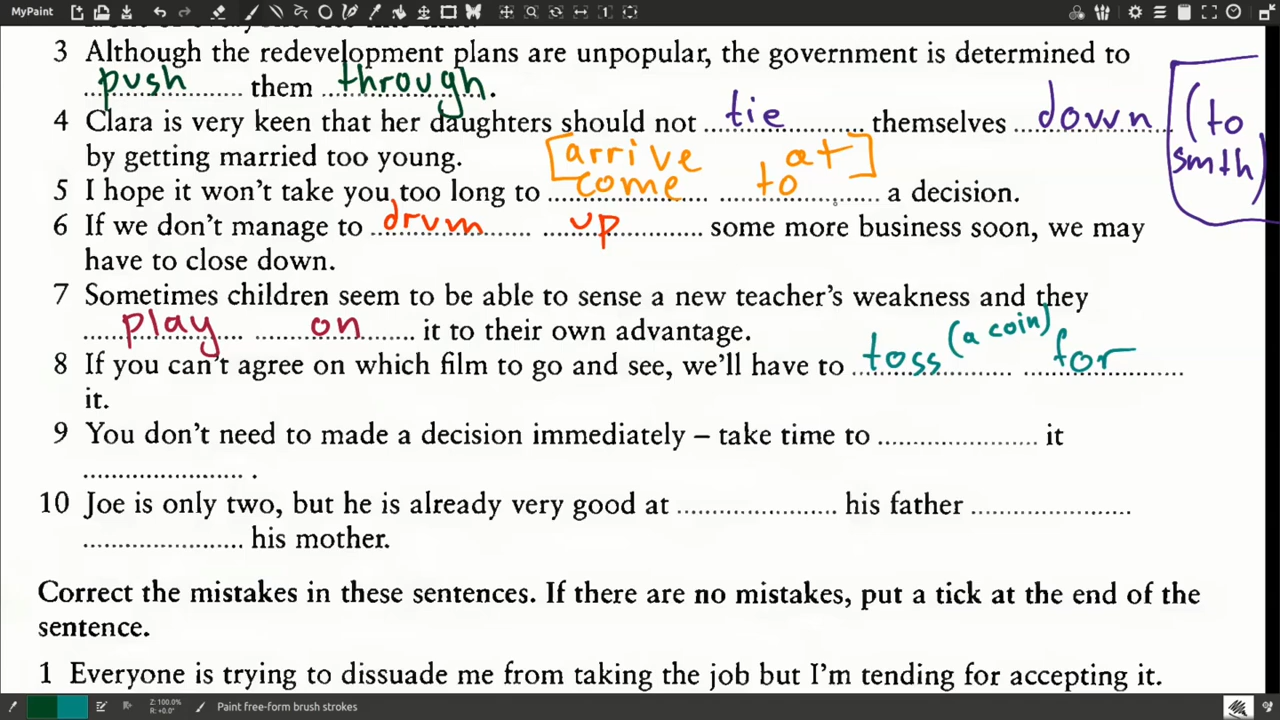 MyPaint
3 Although the redevelopment plans are unpopular, the government is determined to
push them through.
4 Clara is very keen that her daughters should not tie themselves down (to smth)
by getting married too young.
[arrive at]
5 I hope it won't take you too long to come to a decision.
6 If we don't manage to drum up some more business soon, we may
have to close down.
7 Sometimes children seem to be able to sense a new teacher's weakness and they
play on it to their own advantage.
8 If you can't agree on which film to go and see, we'll have to toss (a coin) for
it.
9 You don't need to made a decision immediately – take time to .................... it
.................... .
10 Joe is only two, but he is already very good at .................... his father ....................
.................... his mother.
Correct the mistakes in these sentences. If there are no mistakes, put a tick at the end of the
sentence.
1 Everyone is trying to dissuade me from taking the job but I'm tending for accepting it.
Z: 100.0%
R: +0.0°
Paint free-form brush strokes